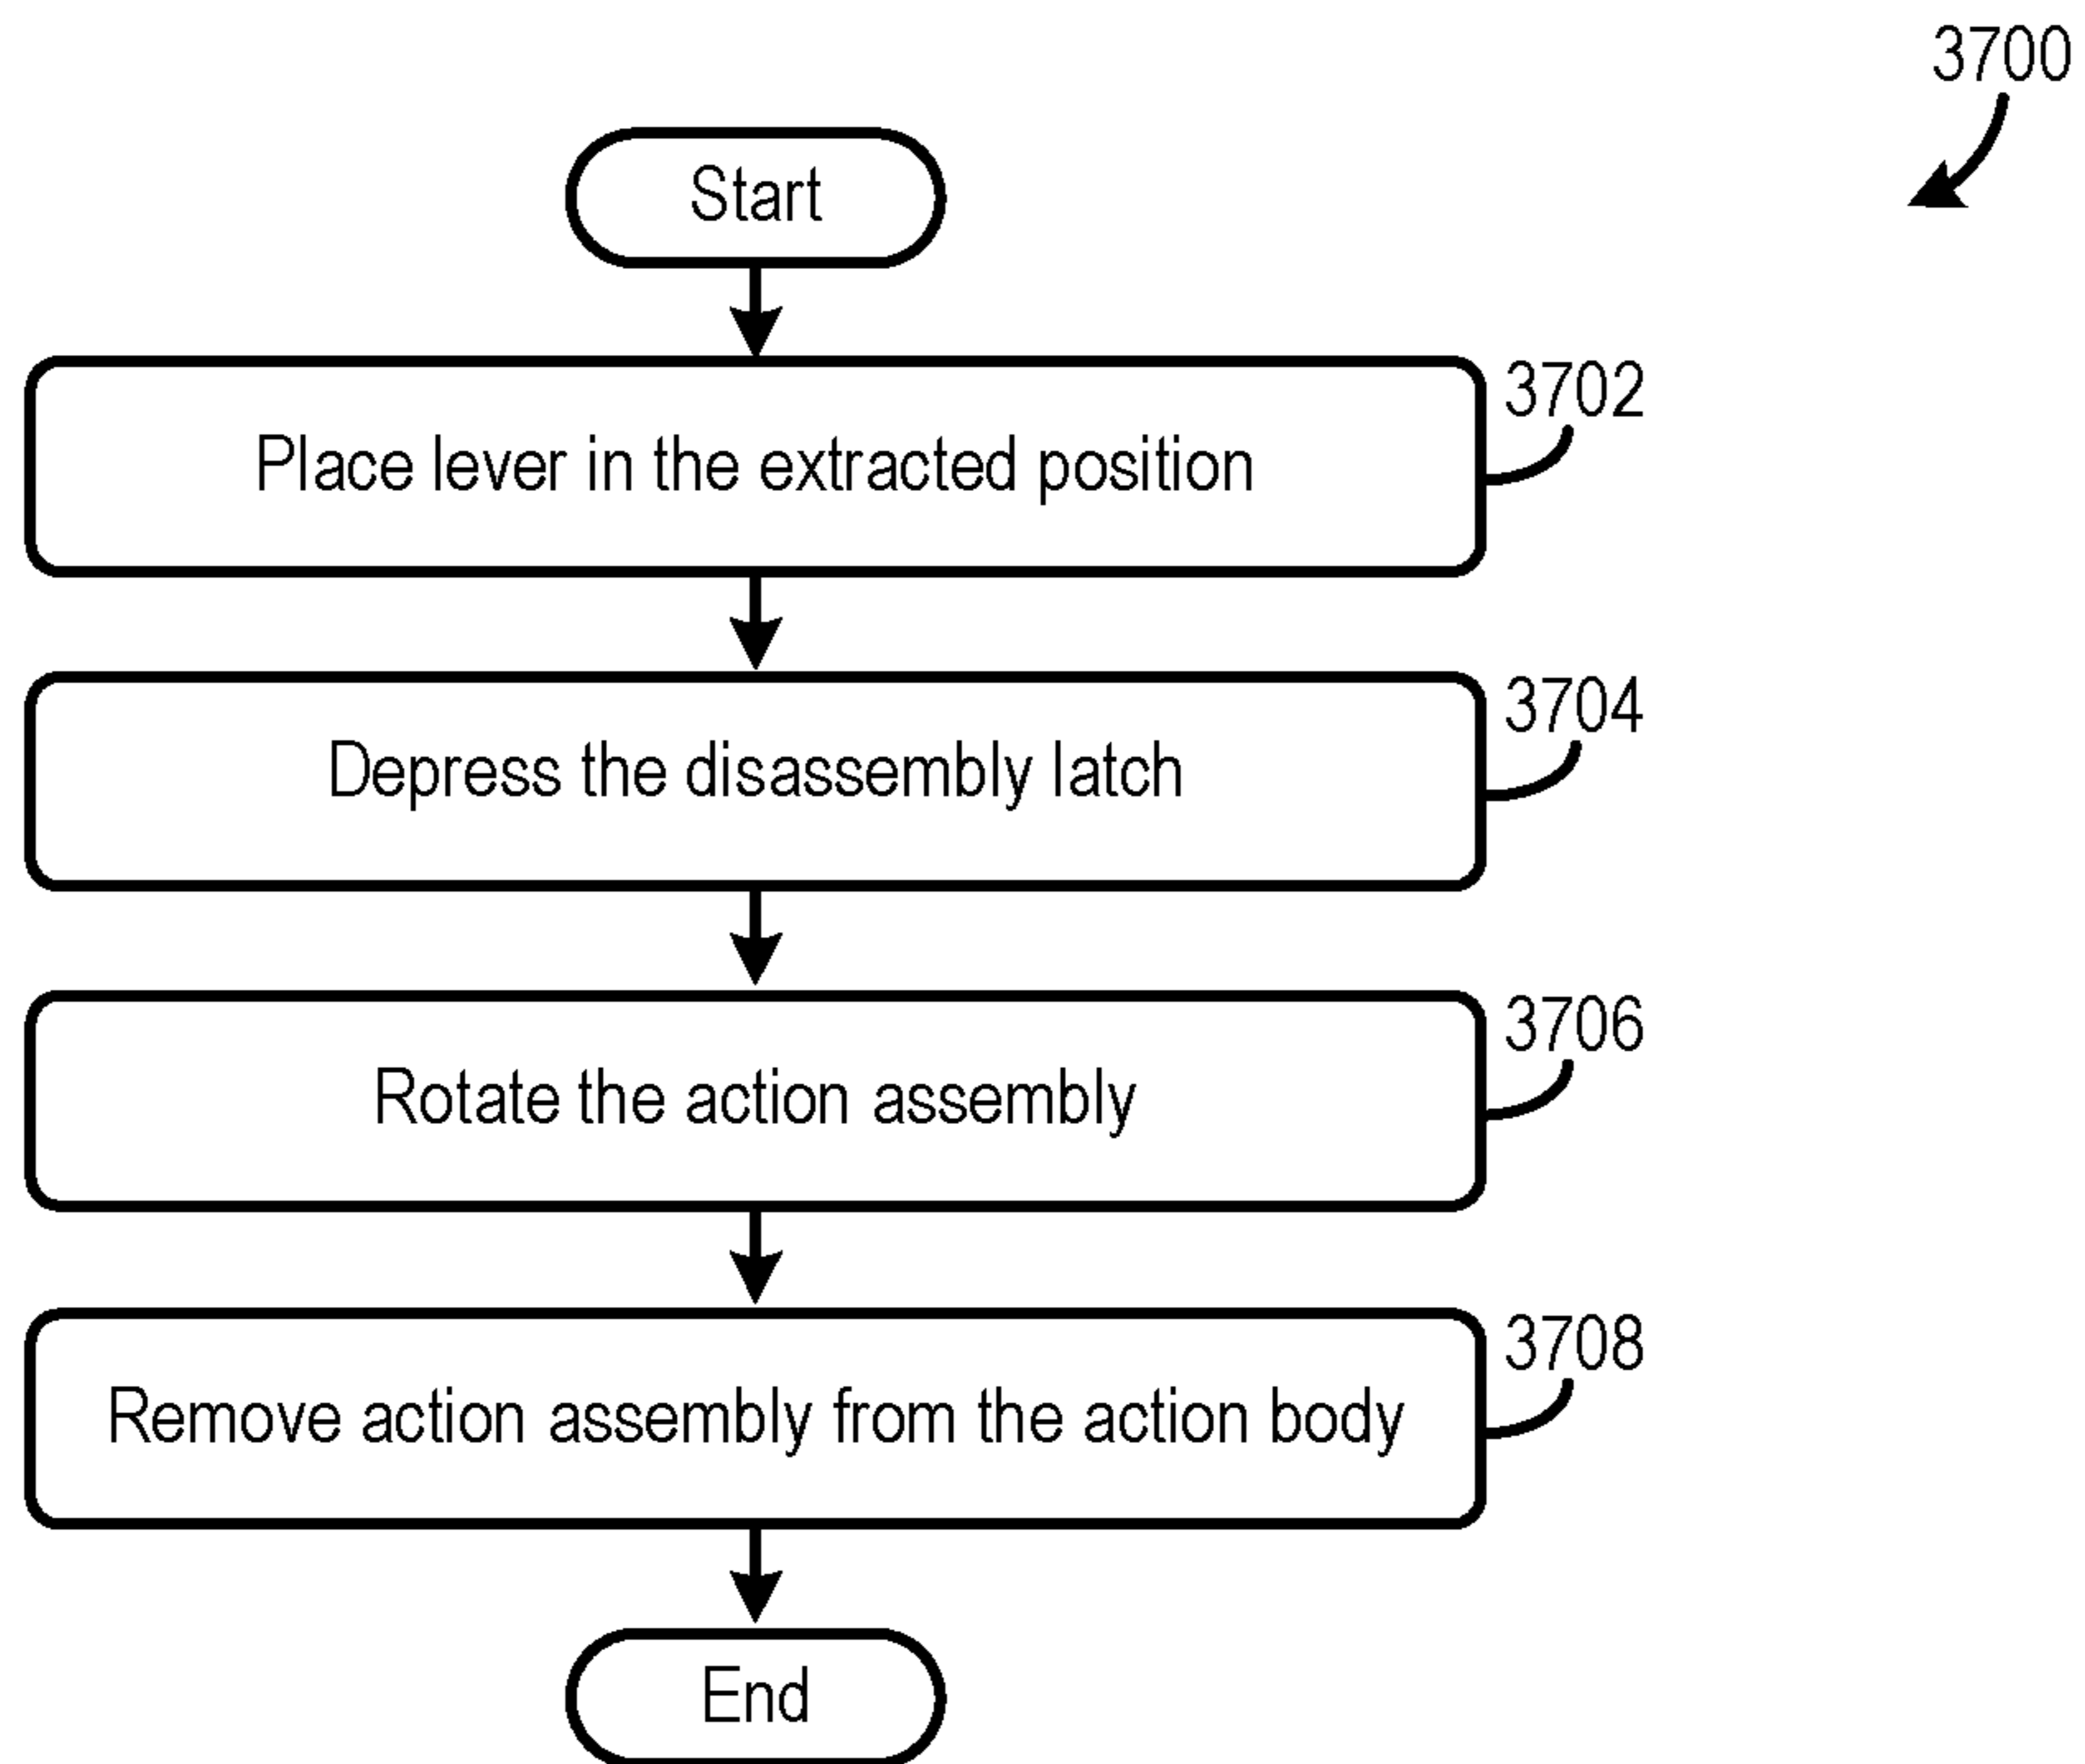 3700
Start
Place lever in the extracted position
3702
Depress the disassembly latch
3704
Rotate the action assembly
3706
Remove action assembly from the action body
3708
End